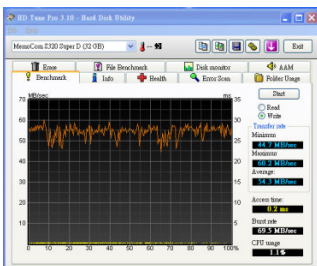 HD Tune Pro 3.10 - Hard Disk Utility
File Help
MemoCom S320 Super D (32 GB)
Exit
Erase File Benchmark Disk monitor AAM
Benchmark Info Health Error Scan Folder Usage
MB/sec ms
70 35
60 30
50 25
40 20
30 15
20 10
10 5
0 10 20 30 40 50 60 70 80 90 100%
Start
Read
Write
Transfer rate
Minimum
44.7 MB/sec
Maximum
60.2 MB/sec
Average:
54.3 MB/sec
Access time:
0.2 ms
Burst rate
69.5 MB/sec
CPU usage
1.1%